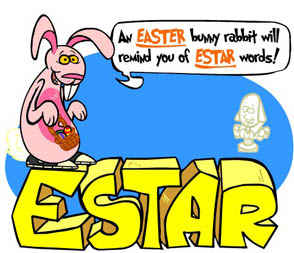 An EASTER bunny rabbit will
remind you of ESTAR words!
ESTAR